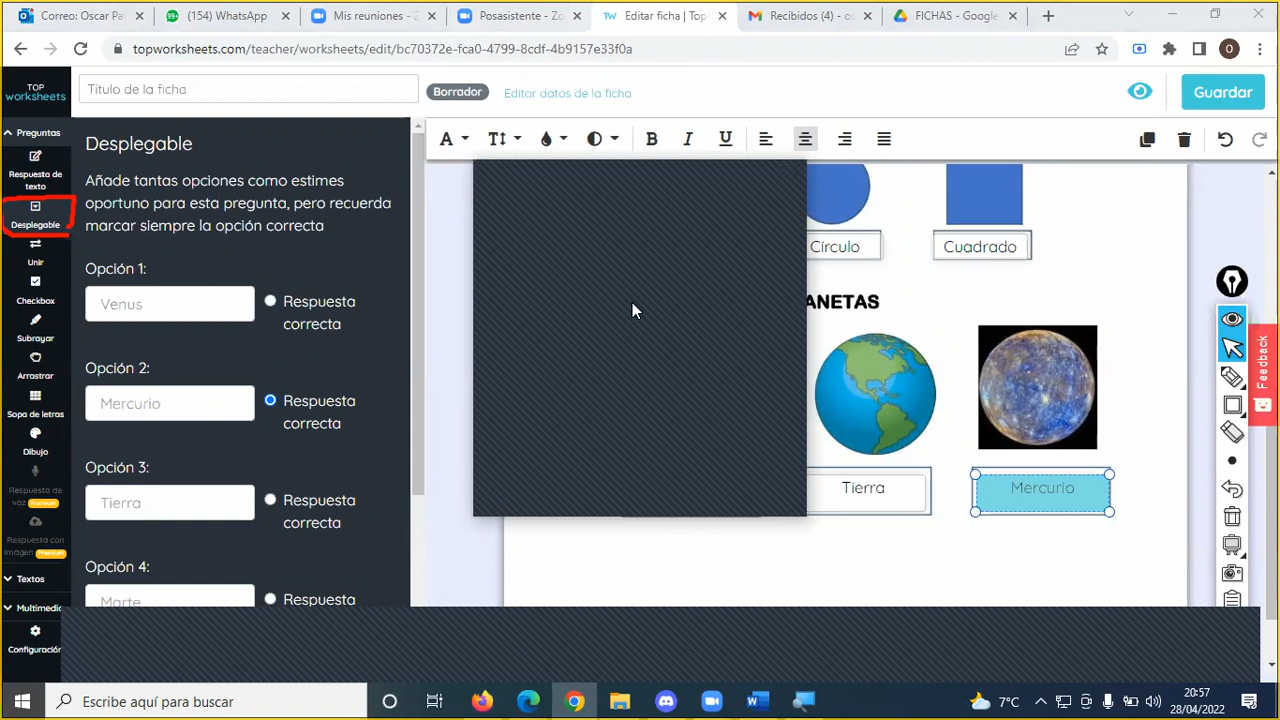 Correo: Oscar Pa
(154) WhatsApp
Mis reuniones - Z
Posasistente - Zo
TW Editar ficha | Topl
Recibidos (4) - o
FICHAS - Google
topworksheets.com/teacher/worksheets/edit/bc70372e-fca0-4799-8cdf-4b9157e33f0a
TOP
worksheets
Título de la ficha
Borrador
Editar datos de la ficha
Guardar
Preguntas
Respuesta de
texto
Desplegable
Unir
Checkbox
Subrayar
Arrastrar
Sopa de letras
Dibujo
Respuesta de
voz Premium
Respuesta con
imagen Premium
Textos
Multimedi
Configuración
Desplegable
Añade tantas opciones como estimes
oportuno para esta pregunta, pero recuerda
marcar siempre la opción correcta
Opción 1:
Venus
Respuesta
correcta
Opción 2:
Mercurio
Respuesta
correcta
Opción 3:
Tierra
Respuesta
correcta
Opción 4:
Marte
Respuesta
A
T
B
I
U
Círculo
Cuadrado
ANETAS
Tierra
Mercurio
Feedback
Escribe aquí para buscar
7°C
20:57
28/04/2022